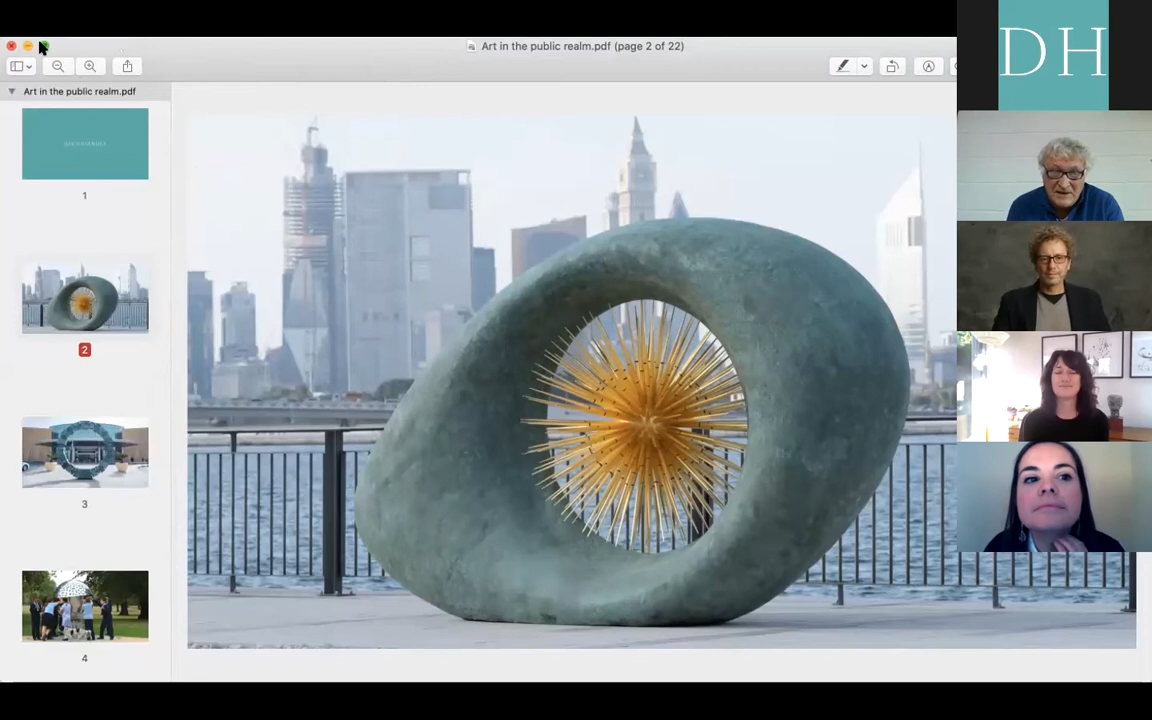 Art in the public realm.pdf (page 2 of 22)
Art in the public realm.pdf
1
2
3
4
DH